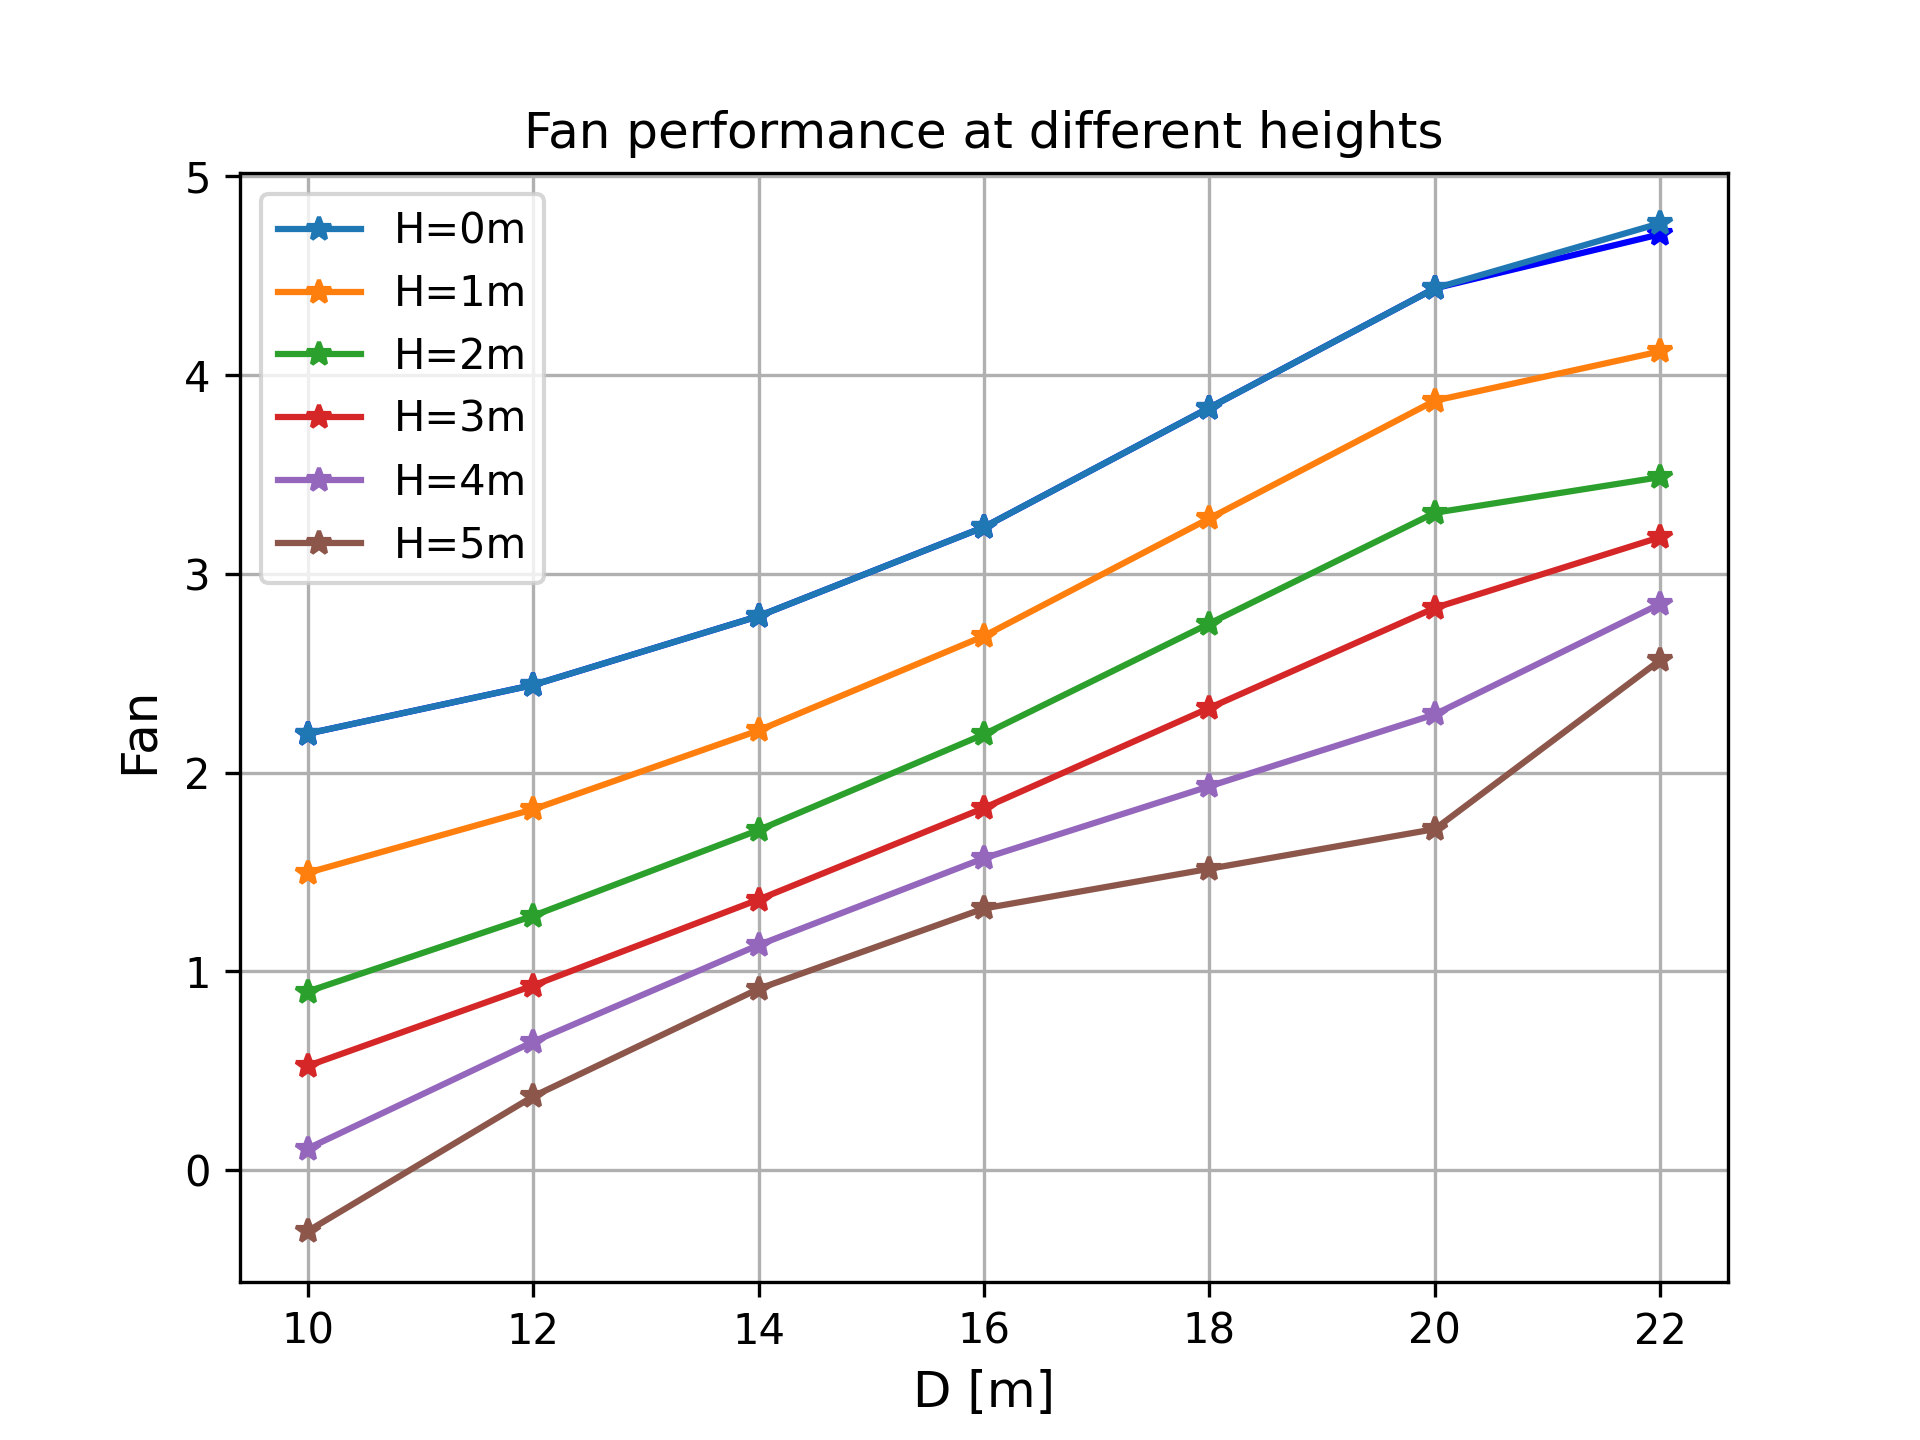 Fan performance at different heights
5
4
3
2
1
0
Fan
H=0m
H=1m
H=2m
H=3m
H=4m
H=5m
10 12 14 16 18 20 22
D [m]